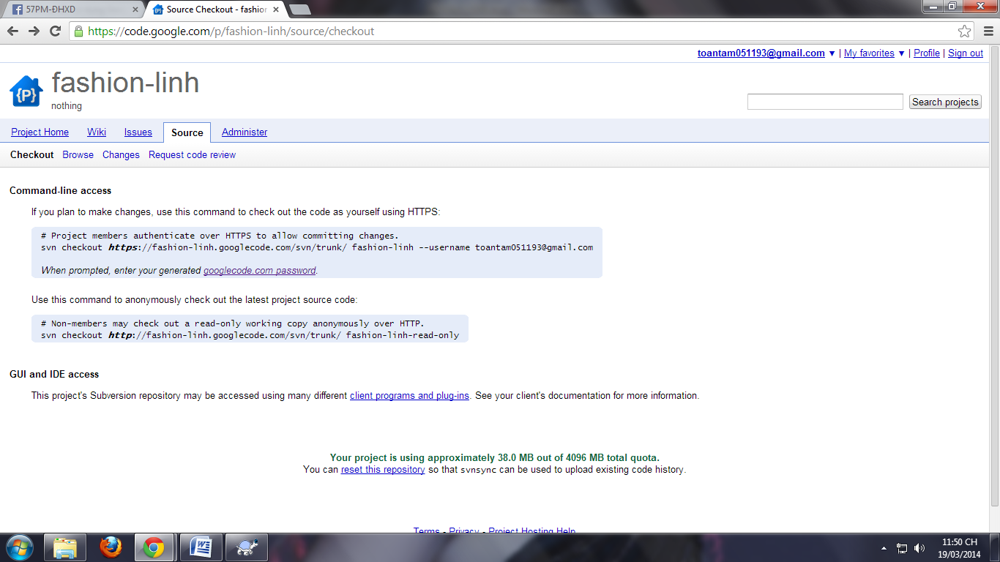 57PM-ĐHXD
Source Checkout - fashion
https://code.google.com/p/fashion-linh/source/checkout
toantam051193@gmail.com ▼ | My favorites ▼ | Profile | Sign out
{P}
fashion-linh
nothing
Search projects
Project Home Wiki Issues Source Administer
Checkout Browse Changes Request code review
Command-line access
If you plan to make changes, use this command to check out the code as yourself using HTTPS:
# Project members authenticate over HTTPS to allow committing changes.
svn checkout https://fashion-linh.googlecode.com/svn/trunk/ fashion-linh --username toantam051193@gmail.com
When prompted, enter your generated googlecode.com password.
Use this command to anonymously check out the latest project source code:
# Non-members may check out a read-only working copy anonymously over HTTP.
svn checkout http://fashion-linh.googlecode.com/svn/trunk/ fashion-linh-read-only
GUI and IDE access
This project's Subversion repository may be accessed using many different client programs and plug-ins. See your client's documentation for more information.
Your project is using approximately 38.0 MB out of 4096 MB total quota.
You can reset this repository so that svnsync can be used to upload existing code history.
Terms - Privacy - Project Hosting Help
11:50 CH
19/03/2014